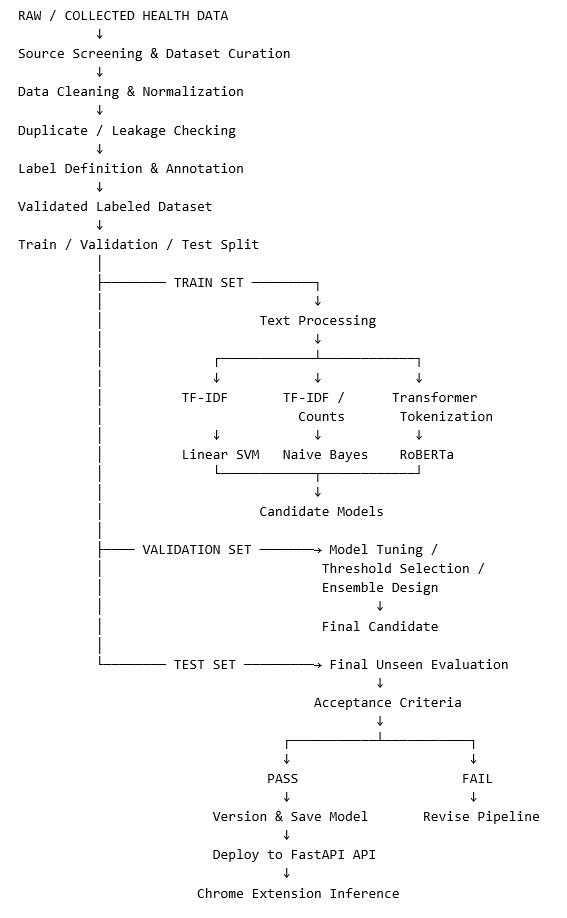 RAW / COLLECTED HEALTH DATA
↓
Source Screening & Dataset Curation
↓
Data Cleaning & Normalization
↓
Duplicate / Leakage Checking
↓
Label Definition & Annotation
↓
Validated Labeled Dataset
↓
Train / Validation / Test Split
TRAIN SET
↓
Text Processing
↓
↓ ↓ ↓
TF-IDF TF-IDF / Transformer
Counts Tokenization
↓ ↓ ↓
Linear SVM Naive Bayes RoBERTa
↓
Candidate Models
VALIDATION SET → Model Tuning /
Threshold Selection /
Ensemble Design
↓
Final Candidate
TEST SET → Final Unseen Evaluation
↓
Acceptance Criteria
↓
↓ ↓
PASS FAIL
↓ ↓
Version & Save Model Revise Pipeline
↓
Deploy to FastAPI API
↓
Chrome Extension Inference